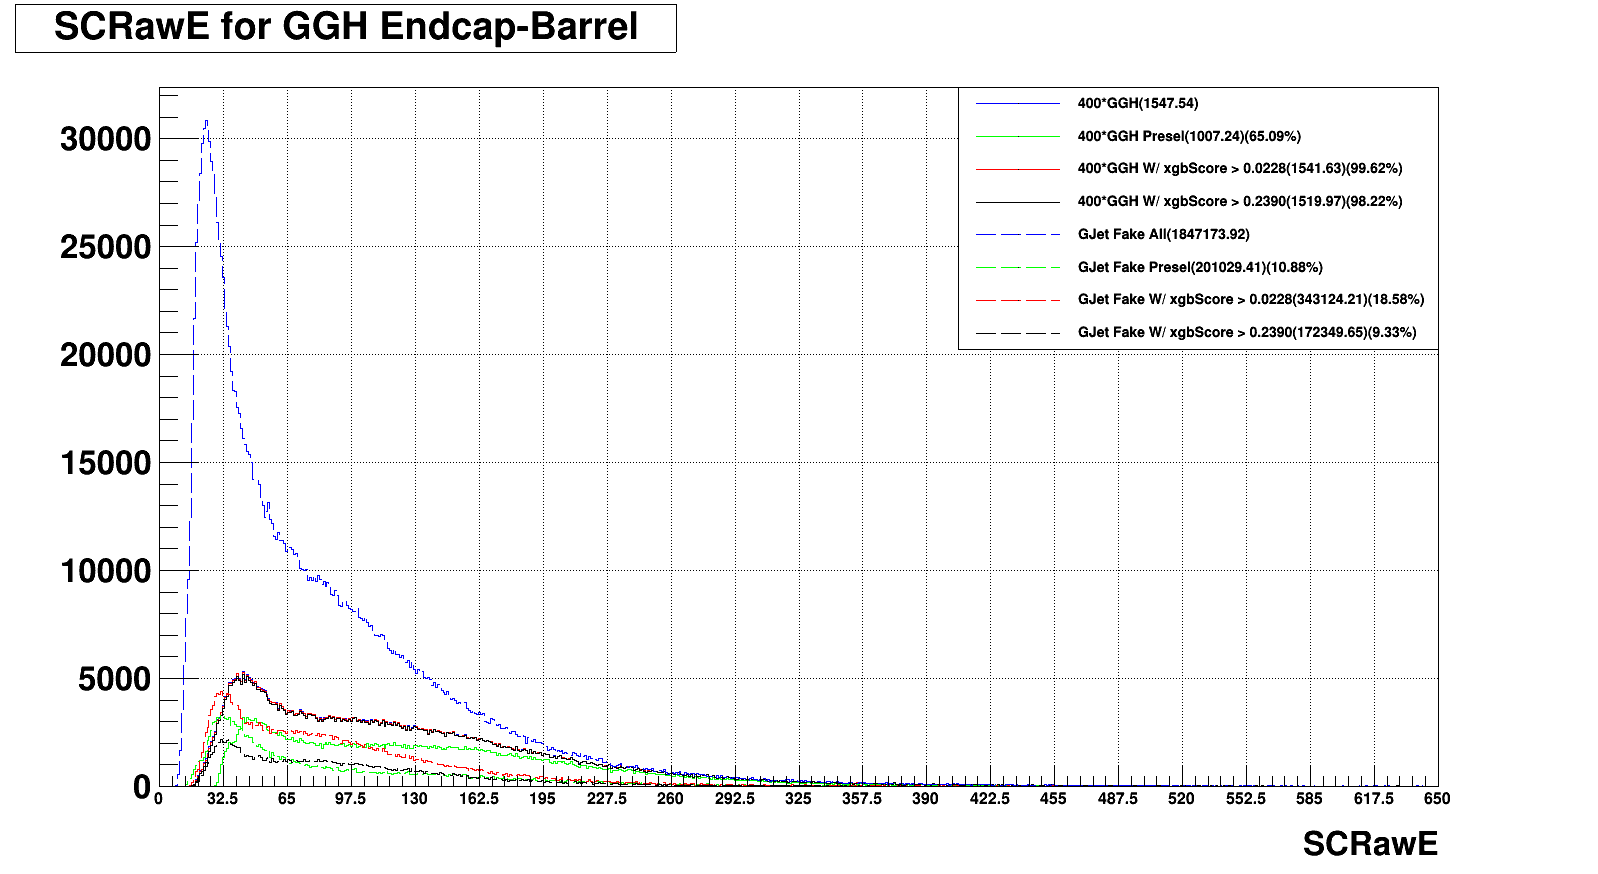 SCRawE for GGH Endcap-Barrel
400*GGH(1547.54)
400*GGH Presel(1007.24)(65.09%)
400*GGH W/ xgbScore > 0.0228(1541.63)(99.62%)
400*GGH W/ xgbScore > 0.2390(1519.97)(98.22%)
GJet Fake All(1847173.92)
GJet Fake Presel(201029.41)(10.88%)
GJet Fake W/ xgbScore > 0.0228(343124.21)(18.58%)
GJet Fake W/ xgbScore > 0.2390(172349.65)(9.33%)
30000
25000
20000
15000
10000
5000
0
0 32.5 65 97.5 130 162.5 195 227.5 260 292.5 325 357.5 390 422.5 455 487.5 520 552.5 585 617.5 650
SCRawE